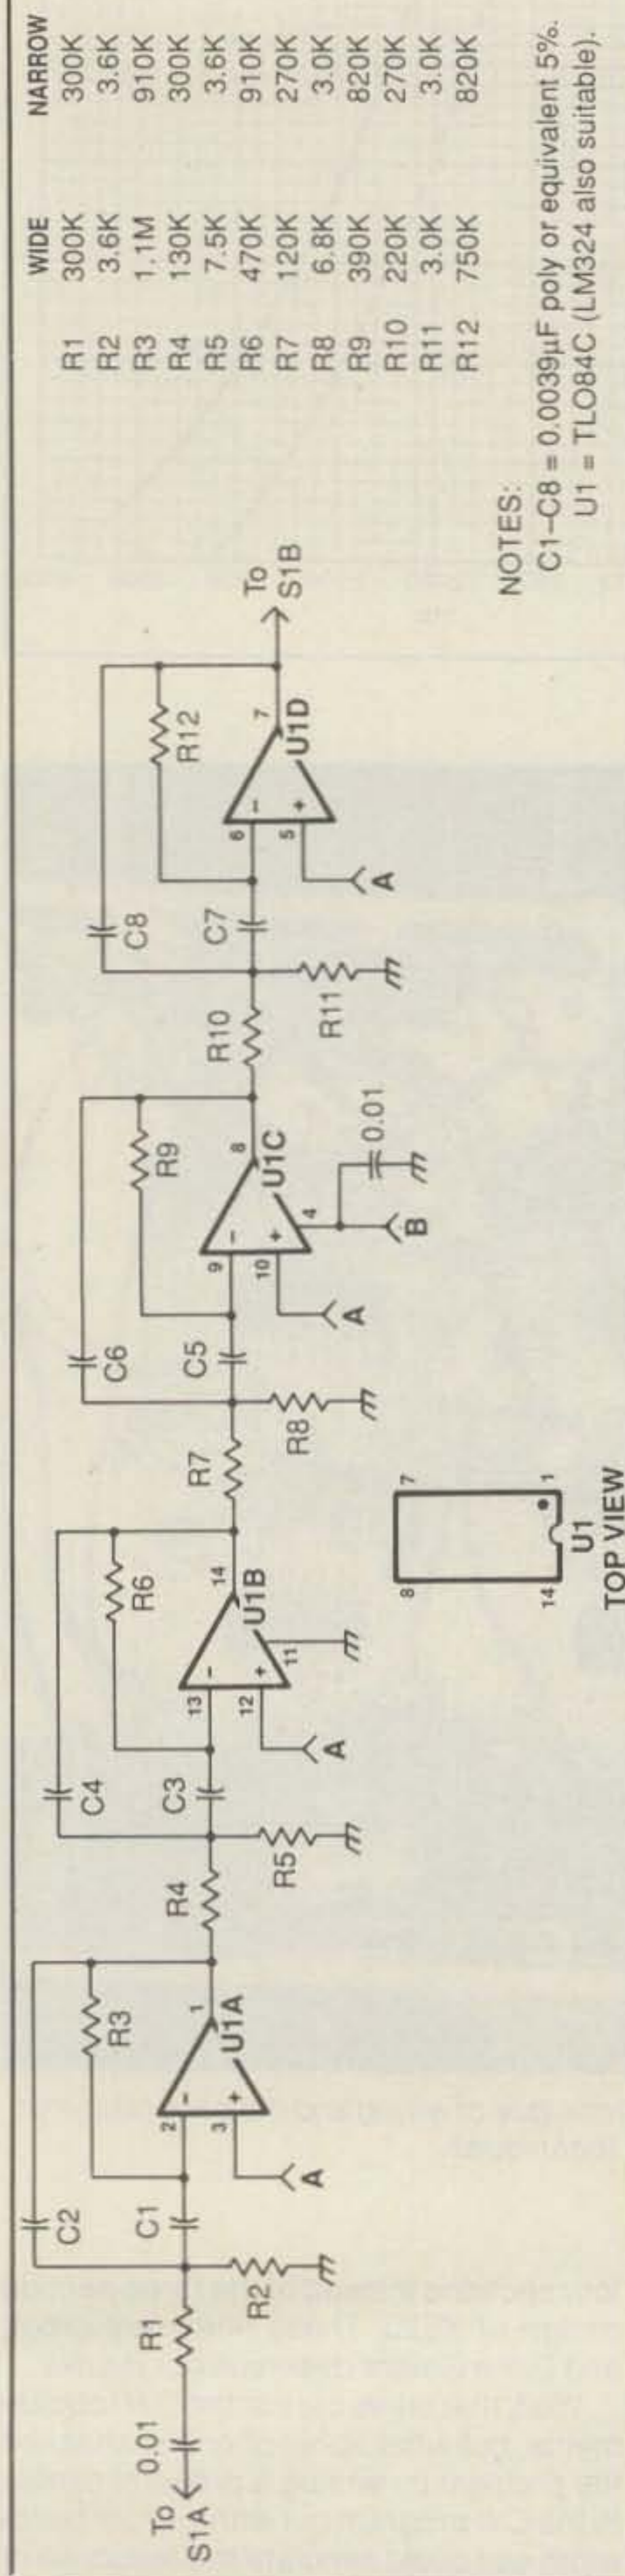 WIDE NARROW
R1 300K 300K
R2 3.6K 3.6K
R3 1.1M 910K
R4 130K 300K
R5 7.5K 3.6K
R6 470K 910K
R7 120K 270K
R8 6.8K 3.0K
R9 390K 820K
R10 220K 270K
R11 3.0K 3.0K
R12 750K 820K
NOTES:
C1–C8 = 0.0039µF poly or equivalent 5%.
U1 = TLO84C (LM324 also suitable).
To
S1A
0.01
R1
R2
C1
C2
R3
2
3
1
U1A
A
R4
R5
C3
C4
R6
13
12
14
11
U1B
A
R7
R8
C5
C6
R9
9
10
8
4
U1C
A
B
0.01
R10
R11
C7
C8
R12
6
5
7
U1D
A
To
S1B
8
7
14
1
U1
TOP VIEW